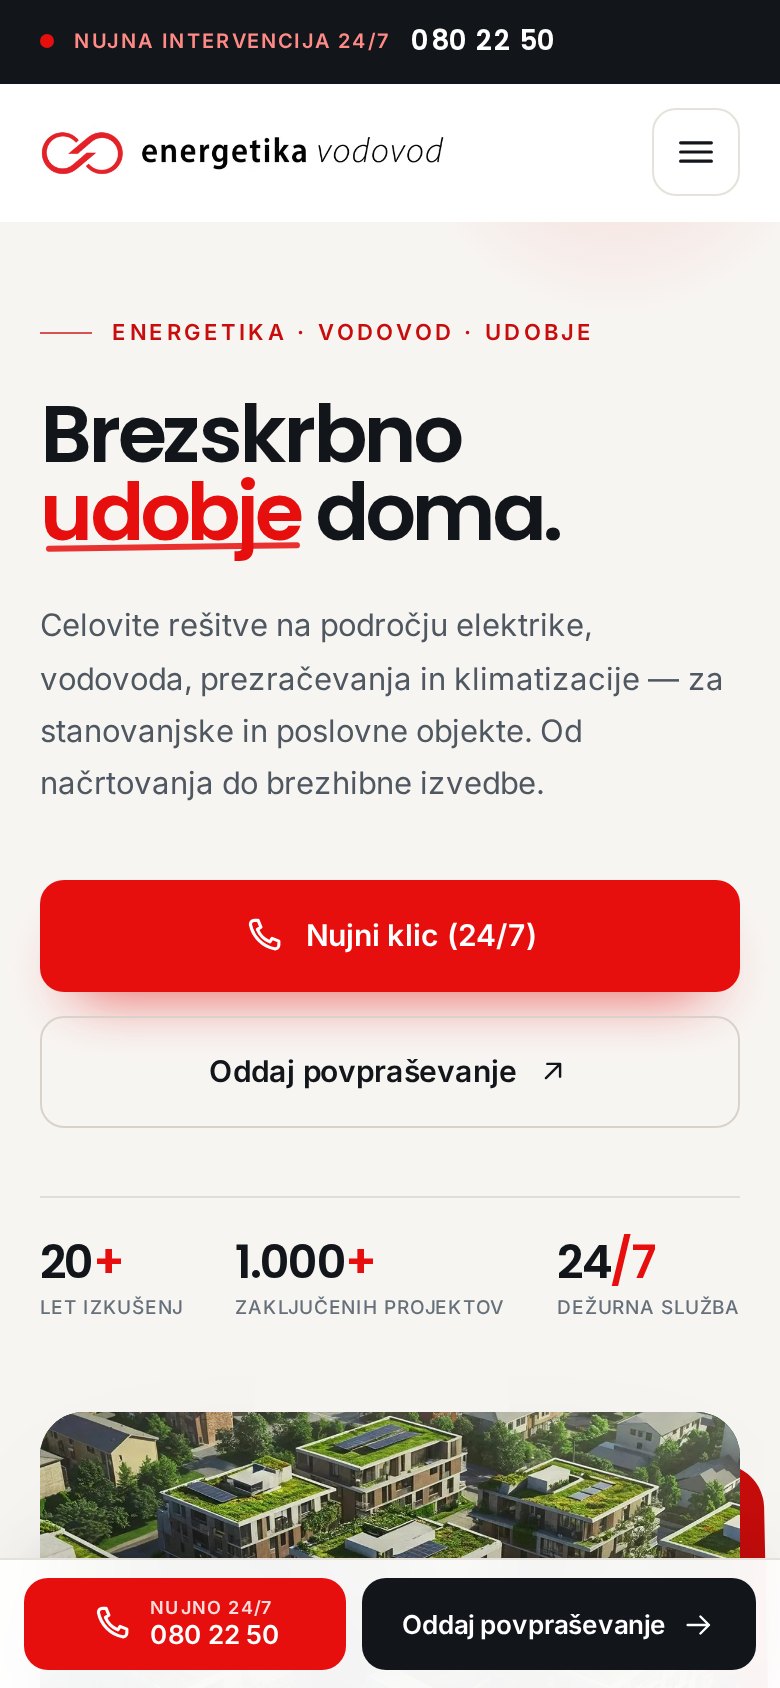 NUJNA INTERVENCIJA 24/7 080 22 50
energetika vodovod
ENERGETIKA · VODOVOD · UDOBJE
Brezskrbno
udobje doma.
Celovite rešitve na področju elektrike,
vodovoda, prezračevanja in klimatizacije — za
stanovanjske in poslovne objekte. Od
načrtovanja do brezhibne izvedbe.
Nujni klic (24/7)
Oddaj povpraševanje
20+ 1.000+ 24/7
LET IZKUŠENJ ZAKLJUČENIH PROJEKTOV DEŽURNA SLUŽBA
NUJNO 24/7
080 22 50
Oddaj povpraševanje